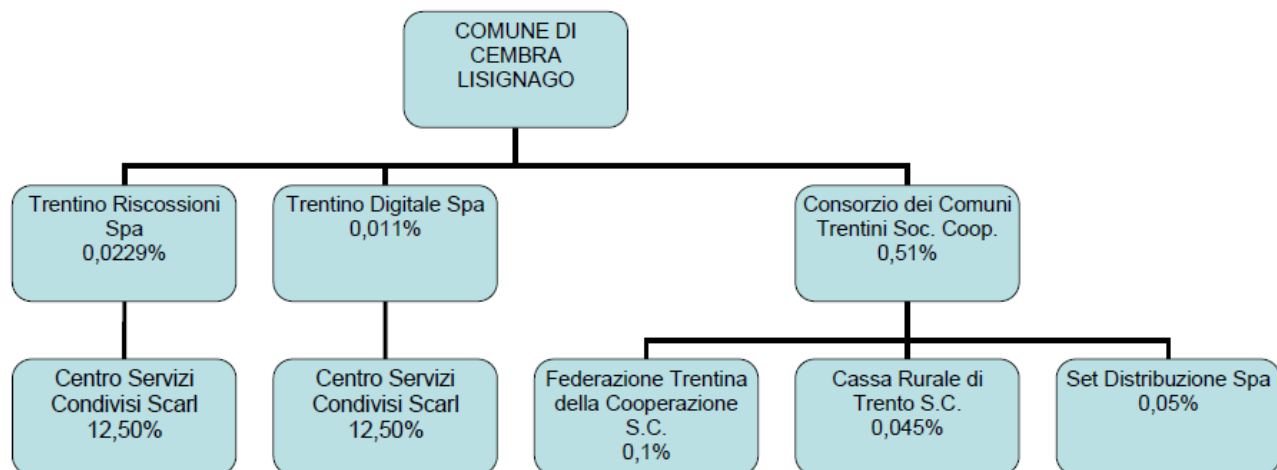 COMUNE DI
CEMBRA
LISIGNAGO
Trentino Riscossioni
Spa
0,0229%
Trentino Digitale Spa
0,011%
Consorzio dei Comuni
Trentini Soc. Coop.
0,51%
Centro Servizi
Condivisi Scarl
12,50%
Centro Servizi
Condivisi Scarl
12,50%
Federazione Trentina
della Cooperazione
S.C.
0,1%
Cassa Rurale di
Trento S.C.
0,045%
Set Distribuzione Spa
0,05%